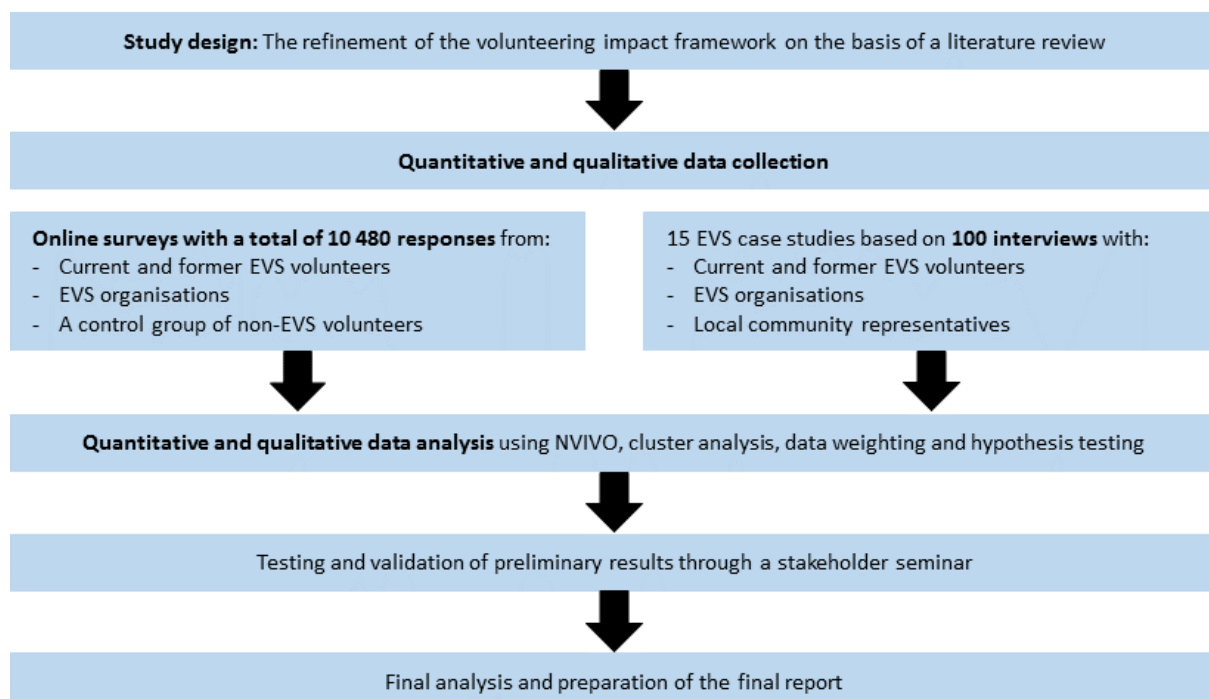 Study design: The refinement of the volunteering impact framework on the basis of a literature review
Quantitative and qualitative data collection
Online surveys with a total of 10 480 responses from:
- Current and former EVS volunteers
- EVS organisations
- A control group of non-EVS volunteers
15 EVS case studies based on 100 interviews with:
- Current and former EVS volunteers
- EVS organisations
- Local community representatives
Quantitative and qualitative data analysis using NVIVO, cluster analysis, data weighting and hypothesis testing
Testing and validation of preliminary results through a stakeholder seminar
Final analysis and preparation of the final report